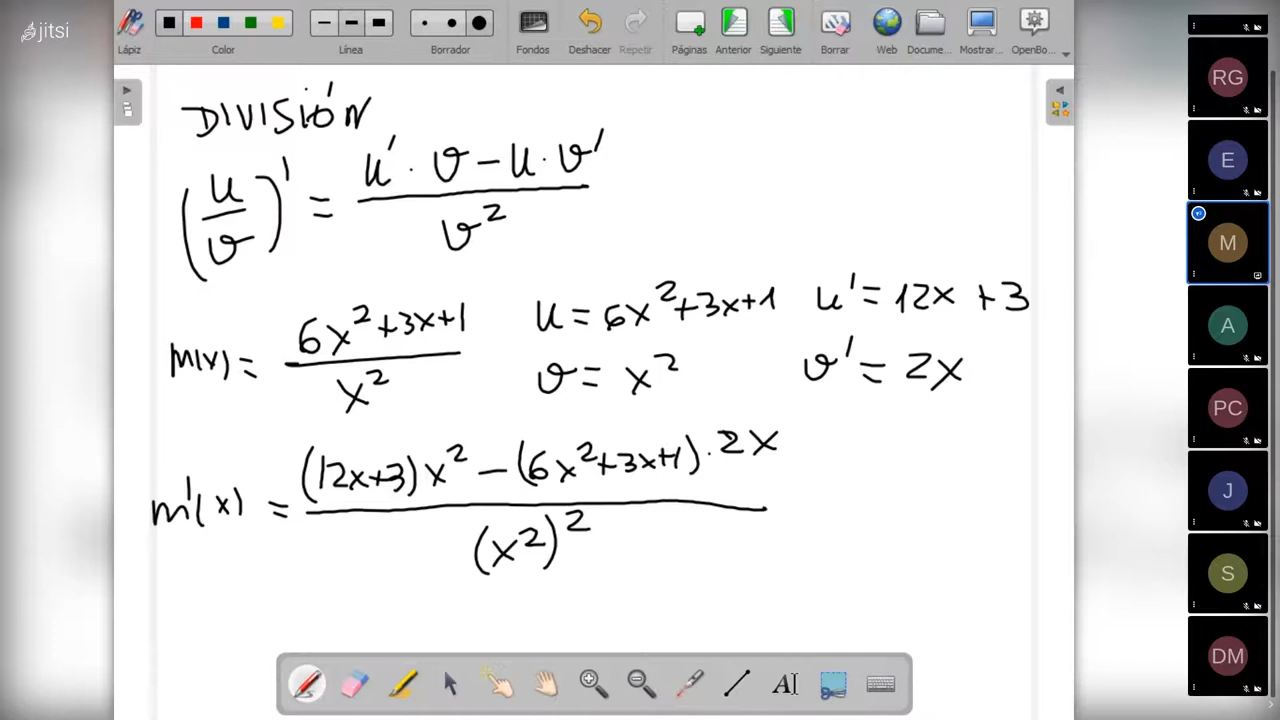 jitsi
Color Línea Borrador
Lápiz Fondos Deshacer Repetir Páginas Anterior Siguiente Borrar Web Docume... Mostrar... OpenBo...
DIVISIÓN
(u/v)' = (u' · v − u · v')/v²
m(x) = (6x²+3x+1)/x² u = 6x²+3x+1 u' = 12x + 3
v = x² v' = 2x
m'(x) = ((12x+3)x² − (6x²+3x+1) · 2x)/(x²)²
RG
E
M
A
PC
J
S
DM